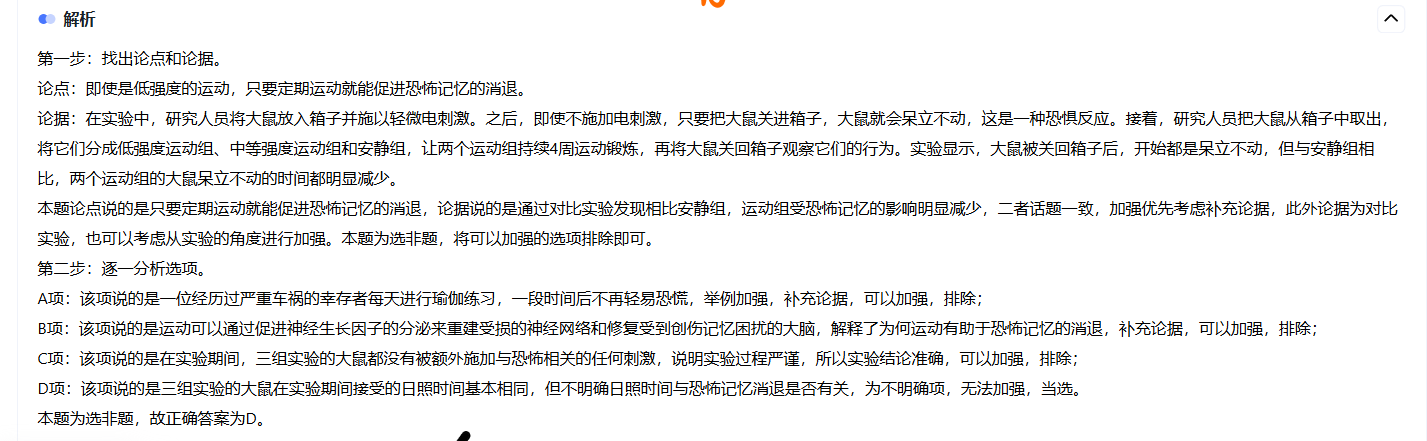 解析
第一步：找出论点和论据。
论点：即使是低强度的运动，只要定期运动就能促进恐怖记忆的消退。
论据：在实验中，研究人员将大鼠放入箱子并施以轻微电刺激。之后，即使不施加电刺激，只要把大鼠关进箱子，大鼠就会呆立不动，这是一种恐惧反应。接着，研究人员把大鼠从箱子中取出，
将它们分成低强度运动组、中等强度运动组和安静组，让两个运动组持续4周运动锻炼，再将大鼠关回箱子观察它们的行为。实验显示，大鼠被关回箱子后，开始都是呆立不动，但与安静组相
比，两个运动组的大鼠呆立不动的时间都明显减少。
本题论点说的是只要定期运动就能促进恐怖记忆的消退，论据说的是通过对比实验发现相比安静组，运动组受恐怖记忆的影响明显减少，二者话题一致，加强优先考虑补充论据，此外论据为对比
实验，也可以考虑从实验的角度进行加强。本题为选非题，将可以加强的选项排除即可。
第二步：逐一分析选项。
A项：该项说的是一位经历过严重车祸的幸存者每天进行瑜伽练习，一段时间后不再轻易恐慌，举例加强，补充论据，可以加强，排除；
B项：该项说的是运动可以通过促进神经生长因子的分泌来重建受损的神经网络和修复受到创伤记忆困扰的大脑，解释了为何运动有助于恐怖记忆的消退，补充论据，可以加强，排除；
C项：该项说的是在实验期间，三组实验的大鼠都没有被额外施加与恐怖相关的任何刺激，说明实验过程严谨，所以实验结论准确，可以加强，排除；
D项：该项说的是三组实验的大鼠在实验期间接受的日照时间基本相同，但不明确日照时间与恐怖记忆消退是否有关，为不明确项，无法加强，当选。
本题为选非题，故正确答案为D。